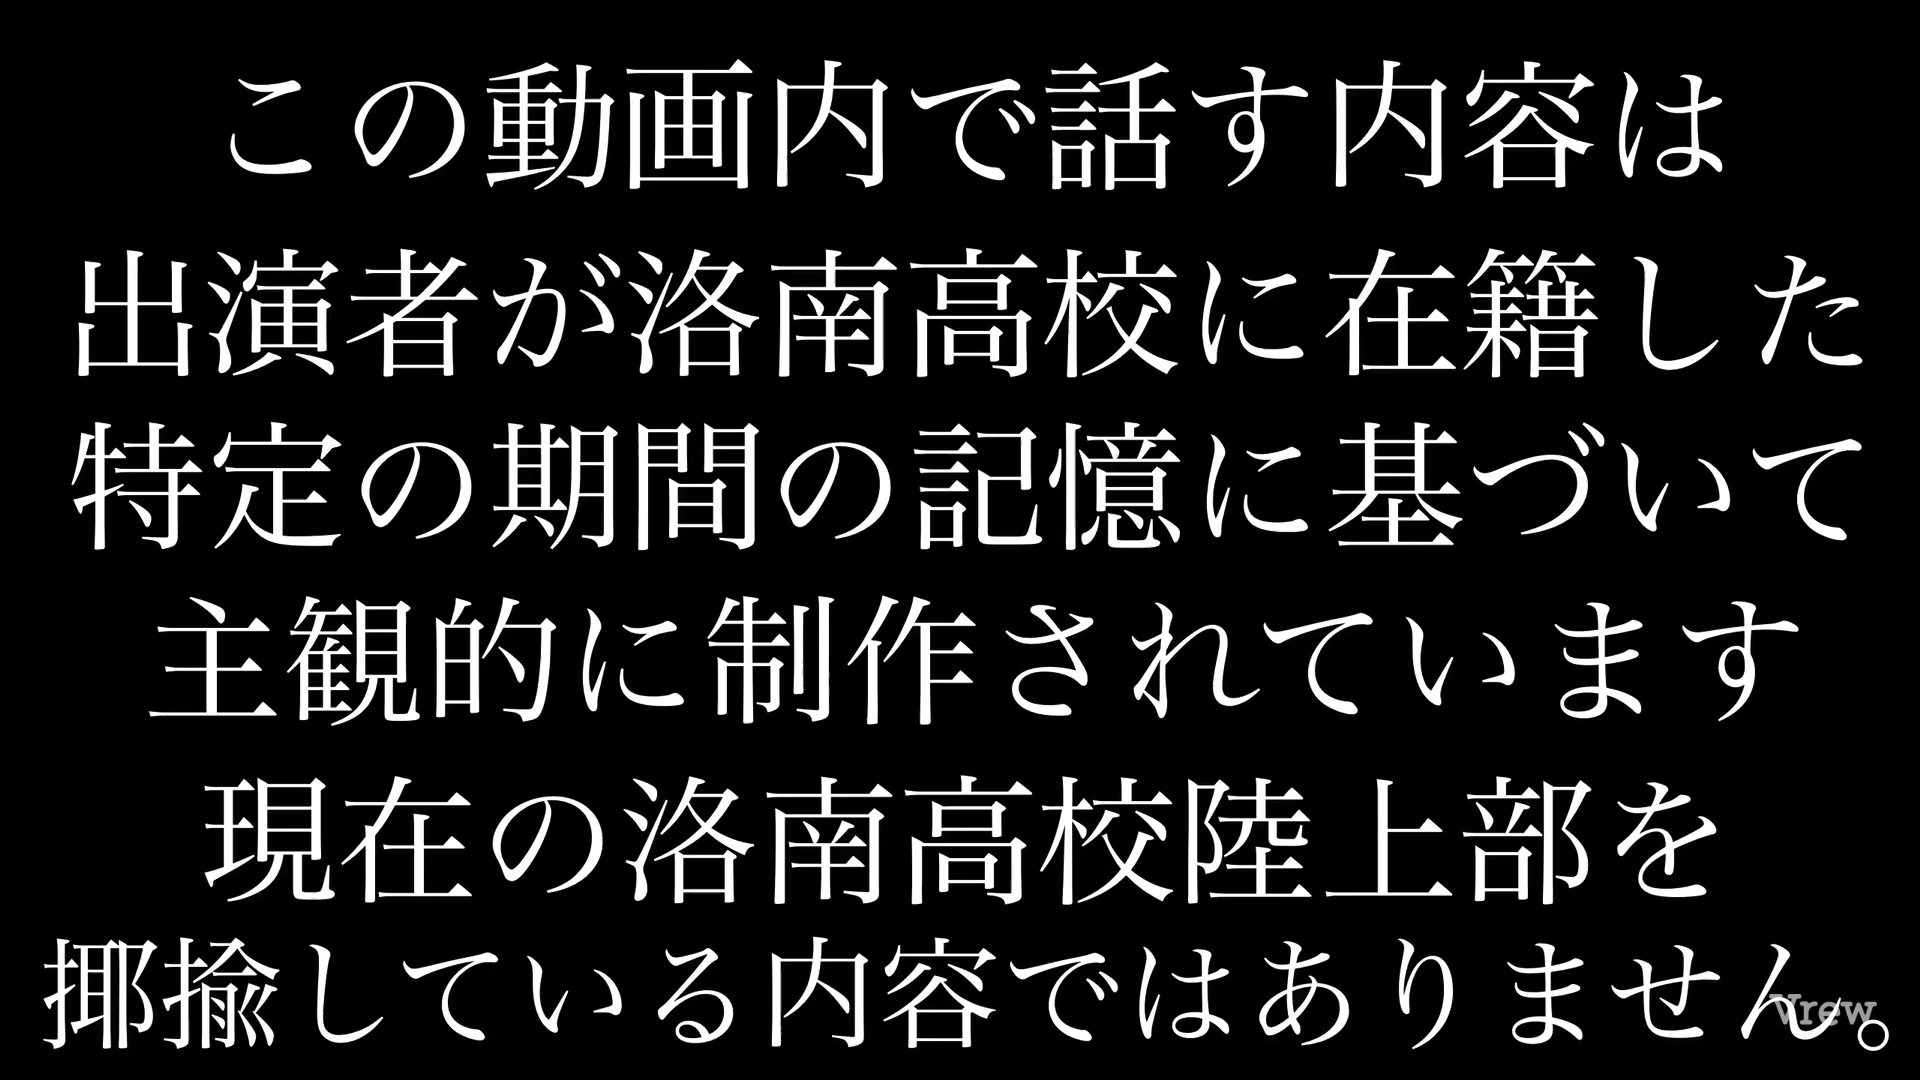 この動画内で話す内容は
出演者が洛南高校に在籍した
特定の期間の記憶に基づいて
主観的に制作されています
現在の洛南高校陸上部を
揶揄している内容ではありません。
Vrew